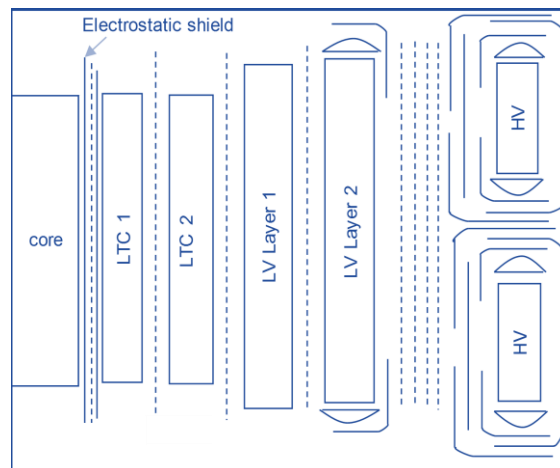 Electrostatic shield
core
LTC 1
LTC 2
LV Layer 1
LV Layer 2
HV
HV